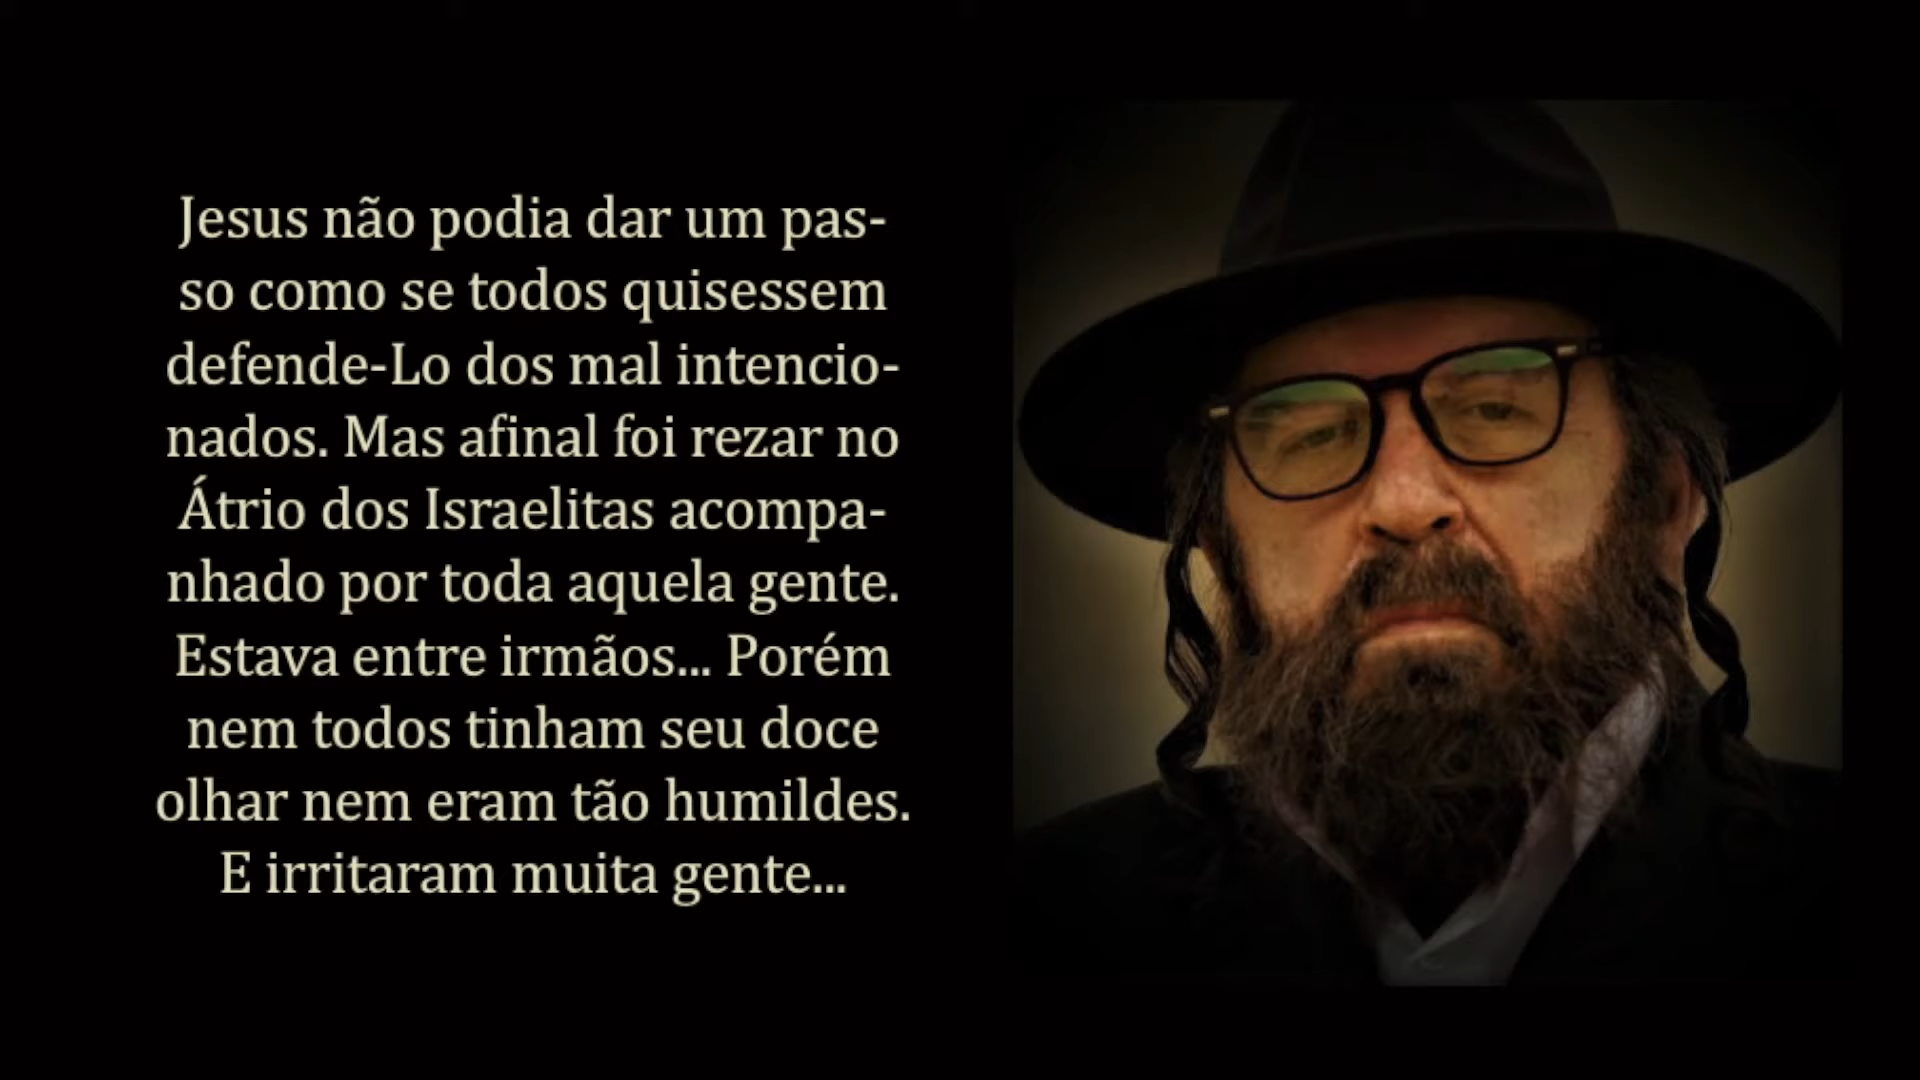 Jesus não podia dar um pas-
so como se todos quisessem
defende-Lo dos mal intencio-
nados. Mas afinal foi rezar no
Átrio dos Israelitas acompa-
nhado por toda aquela gente.
Estava entre irmãos... Porém
nem todos tinham seu doce
olhar nem eram tão humildes.
E irritaram muita gente...